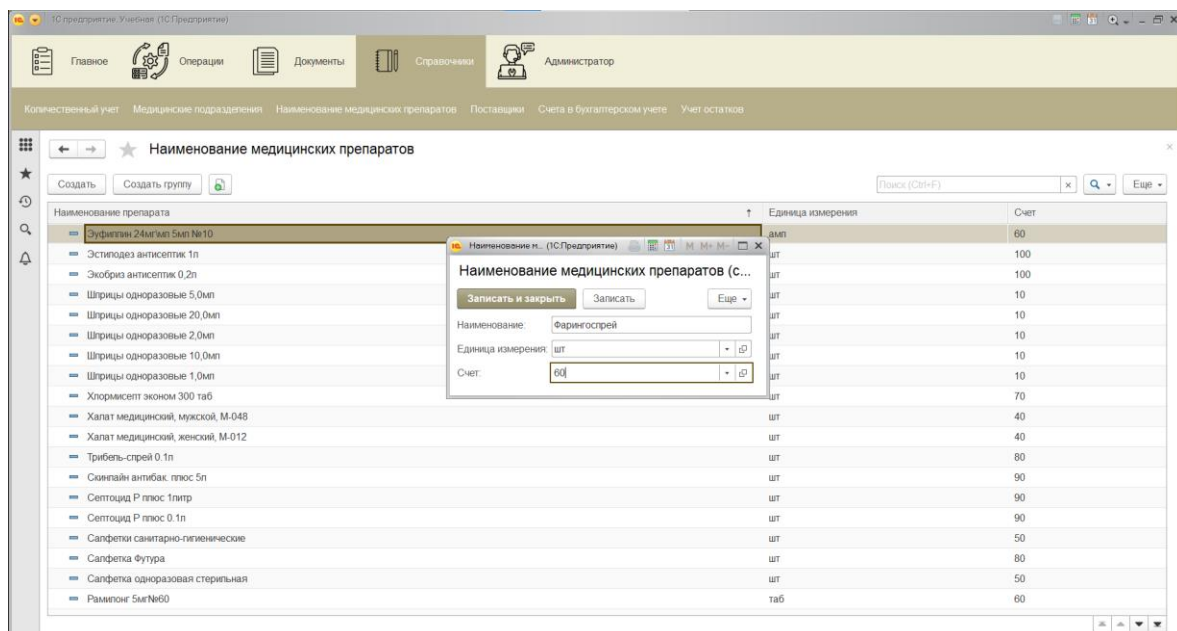 1С предприятие. Учебная (1С:Предприятие)
Главное Операции Документы Справочники Администратор
Количественный учет Медицинские подразделения Наименование медицинских препаратов Поставщики Счета в бухгалтерском учете Учет остатков
Наименование медицинских препаратов
Создать Создать группу Поиск (Ctrl+F) × Еще
Наименование препарата ↑ Единица измерения Счет
Эуфиллин 24мг\мл 5мл №10 амп 60
Эстилодез антисептик 1л шт 100
Экобриз антисептик 0,2л шт 100
Шприцы одноразовые 5,0мл шт 10
Шприцы одноразовые 20,0мл шт 10
Шприцы одноразовые 2,0мл шт 10
Шприцы одноразовые 10,0мл шт 10
Шприцы одноразовые 1,0мл шт 10
Хлормисепт эконом 300 таб шт 70
Халат медицинский, мужской, М-048 шт 40
Халат медицинский, женский, М-012 шт 40
Трибель-спрей 0.1л шт 80
Скинлайн антибак. плюс 5л шт 90
Септоцид Р плюс 1литр шт 90
Септоцид Р плюс 0.1л шт 90
Салфетки санитарно-гигиенические шт 50
Салфетка Футура шт 80
Салфетка одноразовая стерильная шт 50
Рамилонг 5мг№60 таб 60
Наименование м... (1С:Предприятие) M M+ M-
Наименование медицинских препаратов (с...
Записать и закрыть Записать Еще
Наименование: Фарингоспрей
Единица измерения: шт
Счет: 60